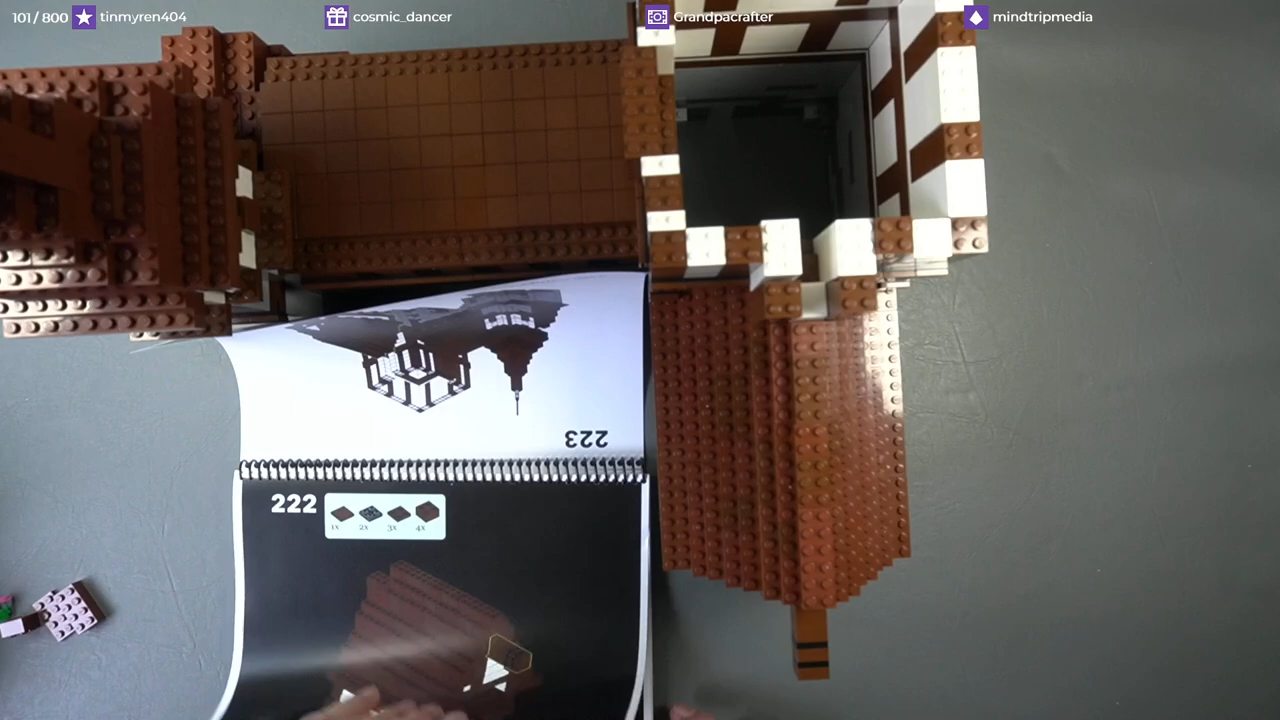 101 / 800 tinmyren404 cosmic_dancer Grandpacrafter mindtripmedia
223
222
1x 2x 3x 4x